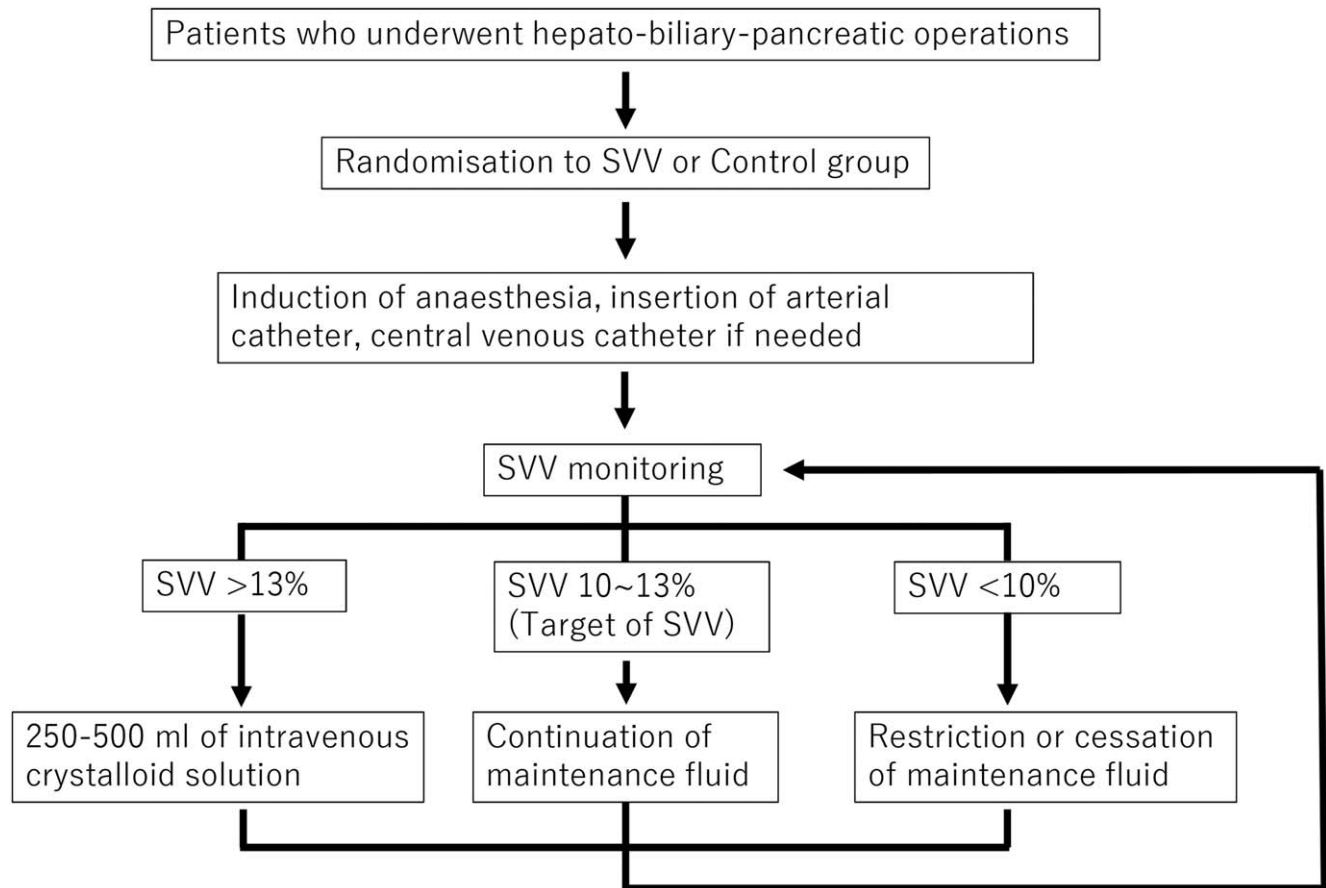 Patients who underwent hepato-biliary-pancreatic operations
Randomisation to SVV or Control group
Induction of anaesthesia, insertion of arterial
catheter, central venous catheter if needed
SVV monitoring
SVV >13%
SVV 10~13%
(Target of SVV)
SVV <10%
250-500 ml of intravenous
crystalloid solution
Continuation of
maintenance fluid
Restriction or cessation
of maintenance fluid